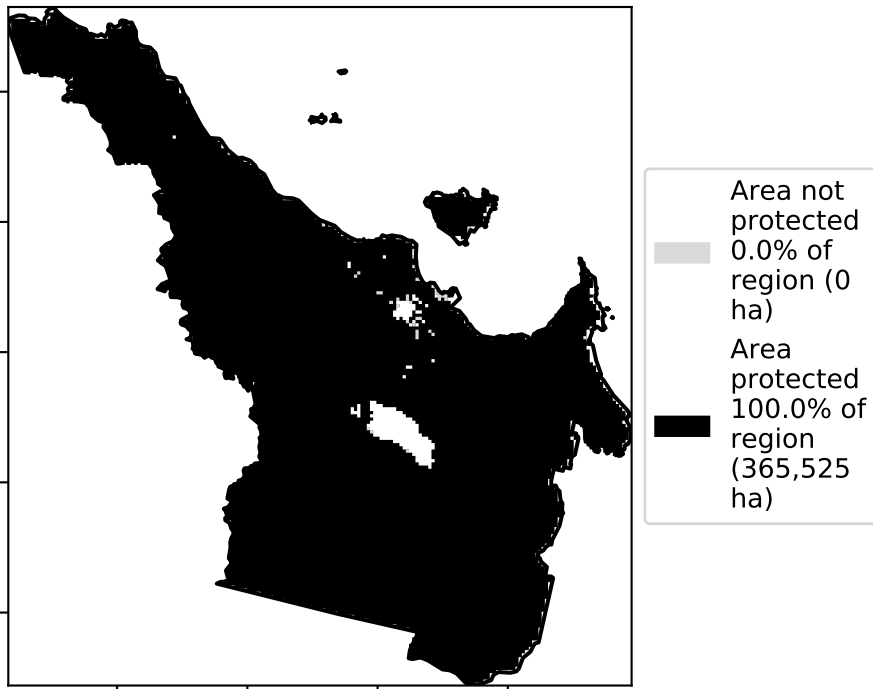 Area not
protected
0.0% of
region (0
ha)
Area
protected
100.0% of
region
(365,525
ha)